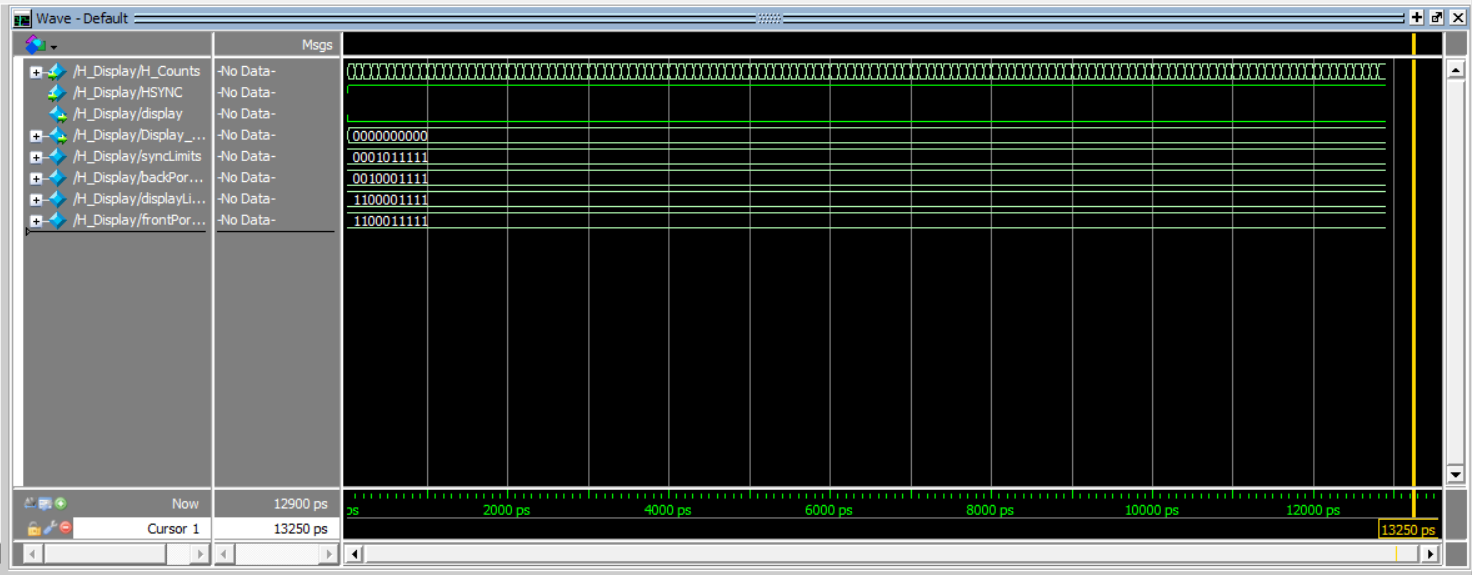 Wave - Default
Msgs
/H_Display/H_Counts -No Data-
/H_Display/HSYNC -No Data-
/H_Display/display -No Data-
/H_Display/Display_... -No Data- 0000000000
/H_Display/syncLimits -No Data- 0001011111
/H_Display/backPor... -No Data- 0010001111
/H_Display/displayLi... -No Data- 1100001111
/H_Display/frontPor... -No Data- 1100011111
Now 12900 ps ps 2000 ps 4000 ps 6000 ps 8000 ps 10000 ps 12000 ps
Cursor 1 13250 ps 13250 ps